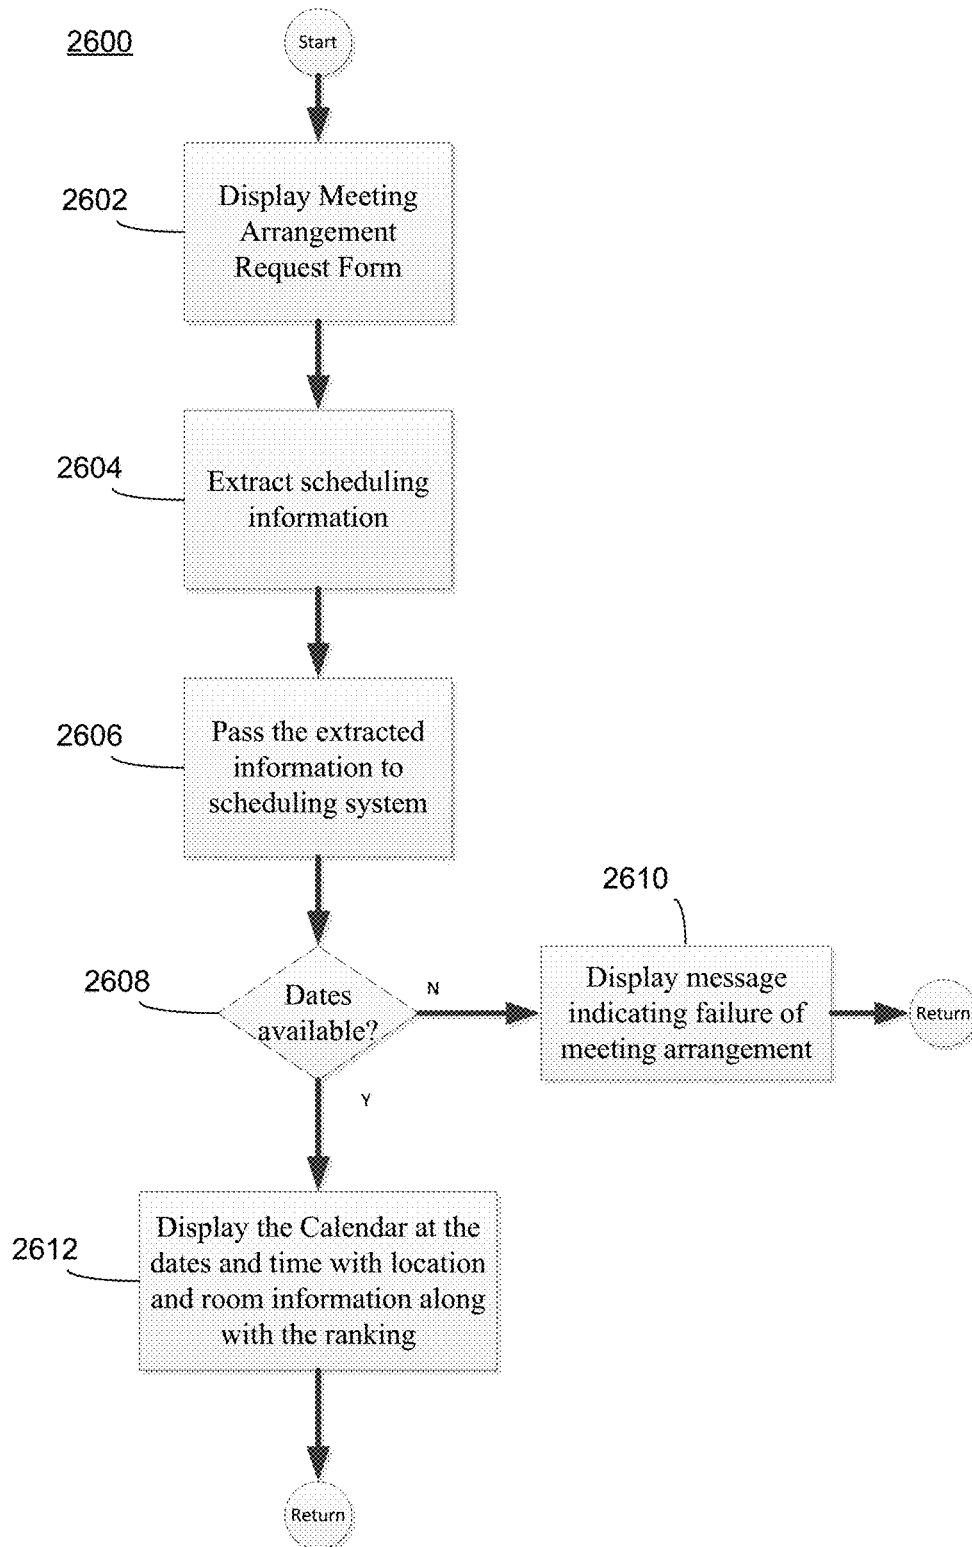 2600
Start
2602
Display Meeting
Arrangement
Request Form
2604
Extract scheduling
information
2606
Pass the extracted
information to
scheduling system
2608
Dates
available?
N
2610
Display message
indicating failure of
meeting arrangement
Return
Y
2612
Display the Calendar at the
dates and time with location
and room information along
with the ranking
Return